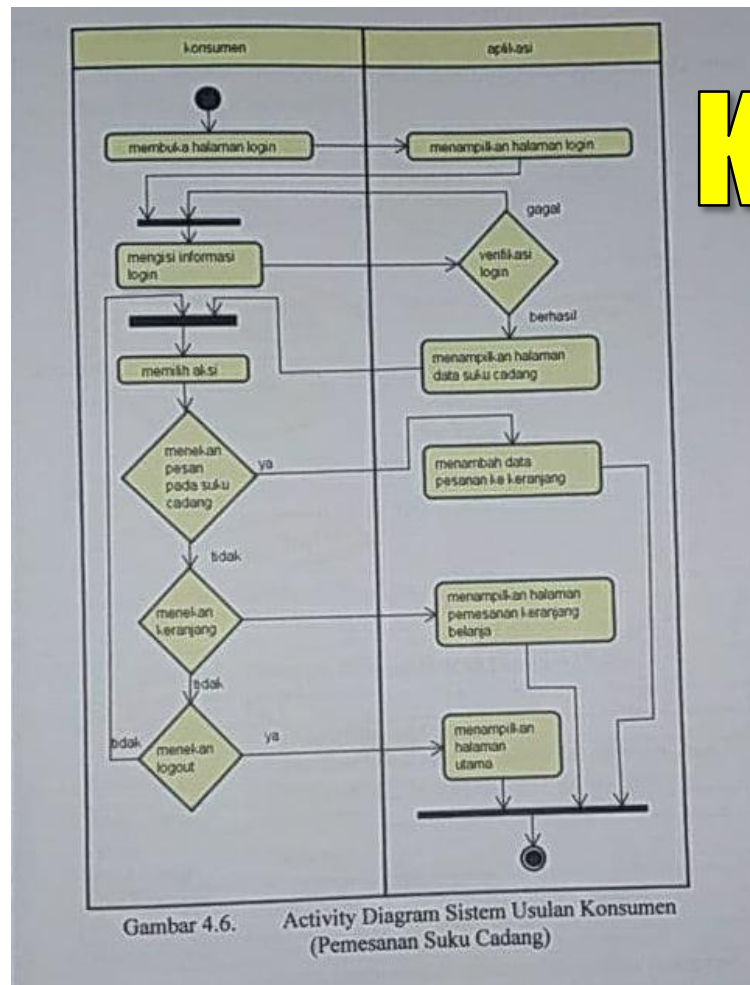 konsumen
aplikasi
membuka halaman login
menampilkan halaman login
gagal
mengisi informasi
login
verifikasi
login
berhasil
memilih aksi
menampilkan halaman
data suku cadang
menekan
pesan
pada suku
cadang
ya
menambah data
pesanan ke keranjang
tidak
menekan
keranjang
menampilkan halaman
pemesanan keranjang
belanja
tidak
tidak
menekan
logout
ya
menampilkan
halaman
utama
Gambar 4.6. Activity Diagram Sistem Usulan Konsumen
(Pemesanan Suku Cadang)